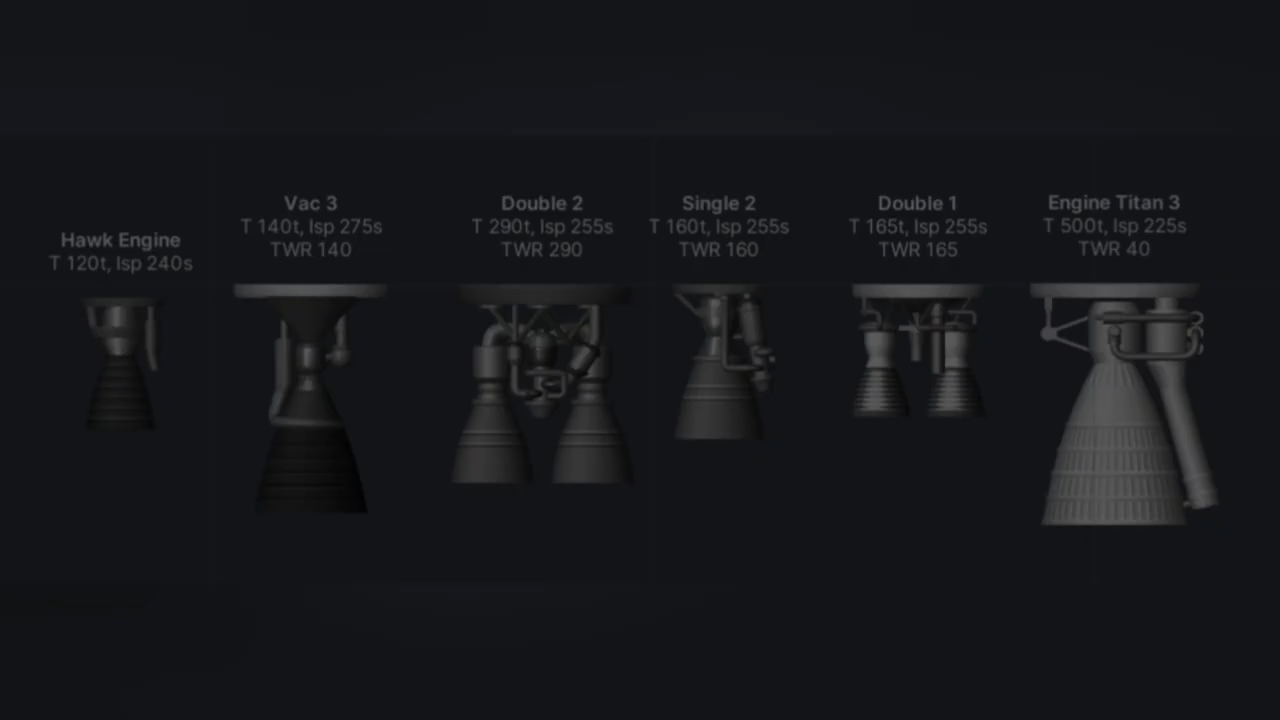 Hawk Engine
T 120t, Isp 240s
Vac 3
T 140t, Isp 275s
TWR 140
Double 2
T 290t, Isp 255s
TWR 290
Single 2
T 160t, Isp 255s
TWR 160
Double 1
T 165t, Isp 255s
TWR 165
Engine Titan 3
T 500t, Isp 225s
TWR 40